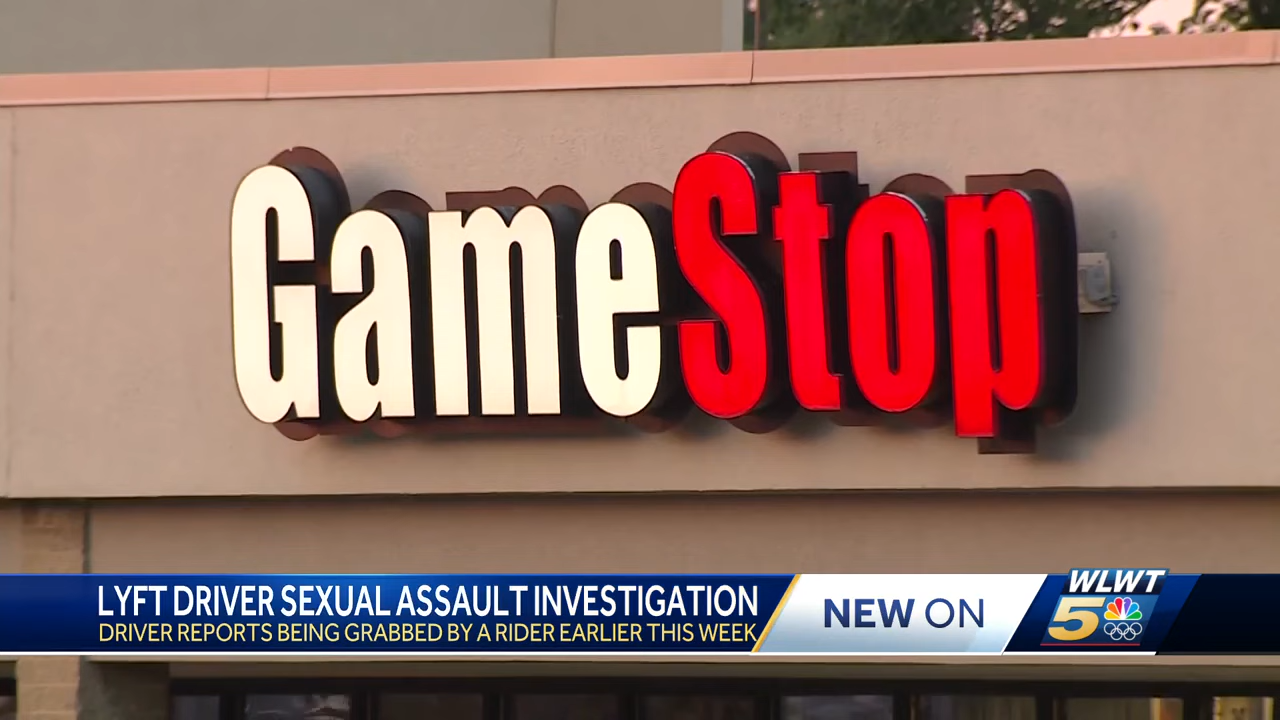 GameStop
LYFT DRIVER SEXUAL ASSAULT INVESTIGATION
DRIVER REPORTS BEING GRABBED BY A RIDER EARLIER THIS WEEK
NEW ON
WLWT
5